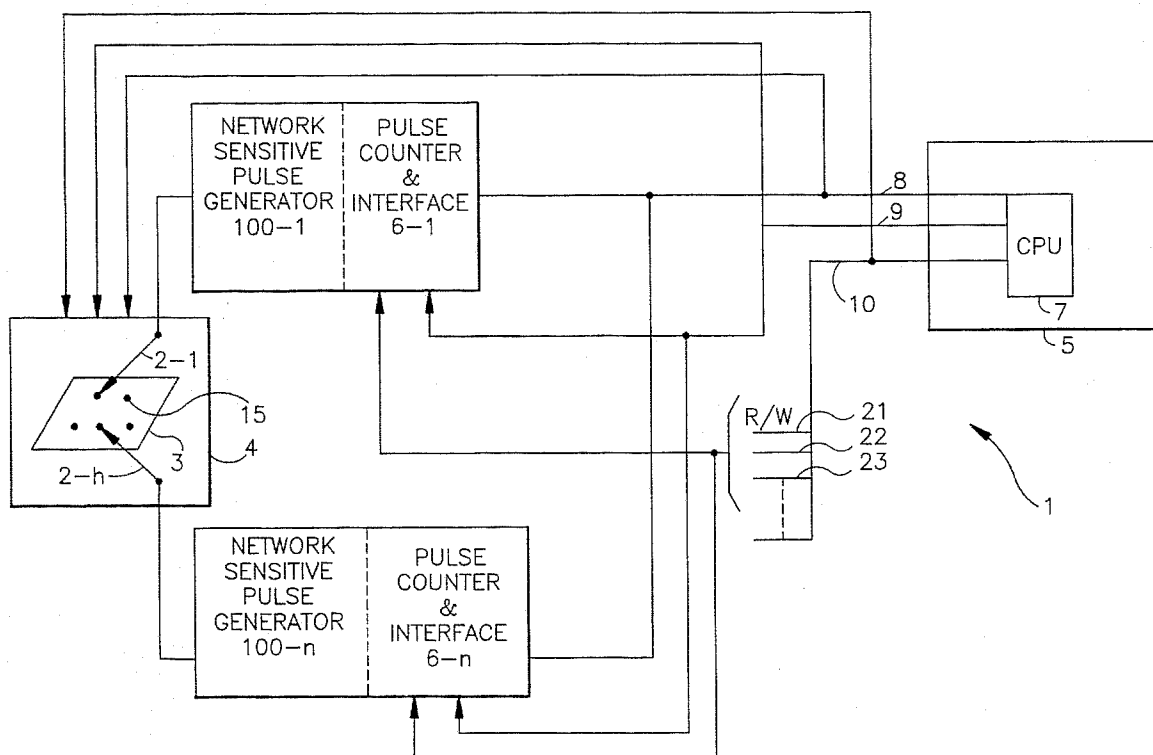 NETWORK
SENSITIVE
PULSE
GENERATOR
100-1
PULSE
COUNTER
&
INTERFACE
6-1
8
9
CPU
10
7
5
2-1
15
3
4
2-h
R/W
21
22
23
1
NETWORK
SENSITIVE
PULSE
GENERATOR
100-n
PULSE
COUNTER
&
INTERFACE
6-n